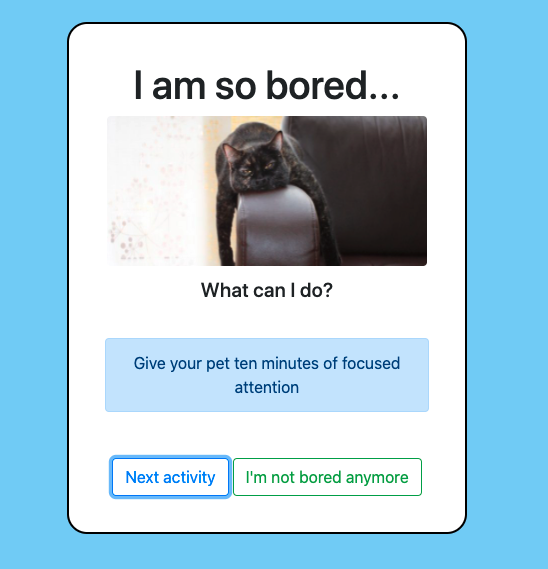 I am so bored...
What can I do?
Give your pet ten minutes of focused
attention
Next activity
I'm not bored anymore